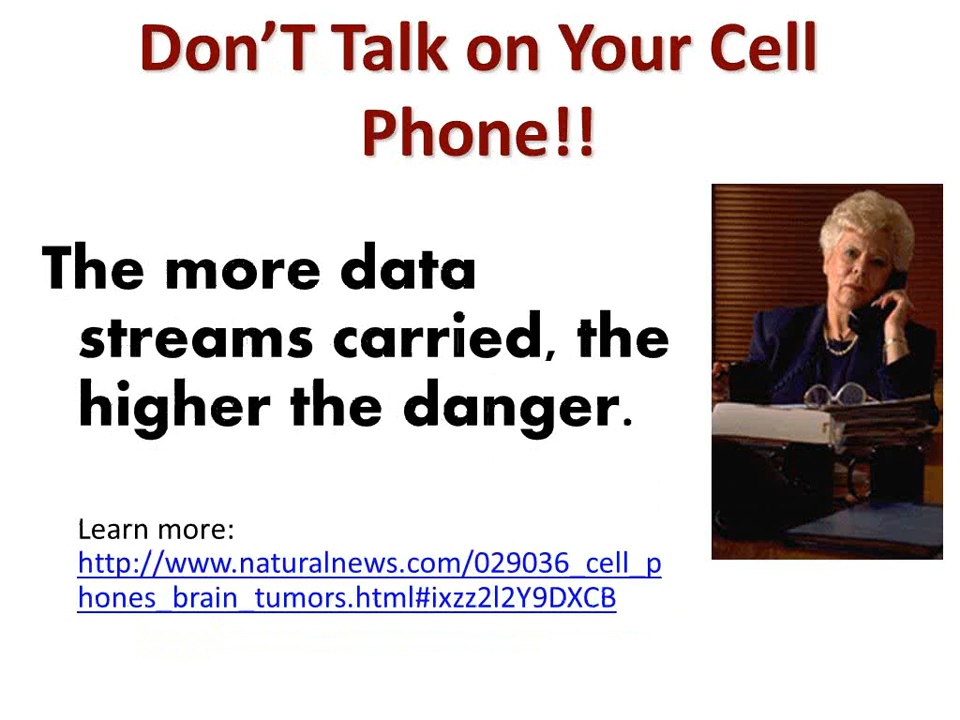 Don’T Talk on Your Cell
Phone!!
The more data
streams carried, the
higher the danger.
Learn more:
http://www.naturalnews.com/029036_cell_p
hones_brain_tumors.html#ixzz2l2Y9DXCB